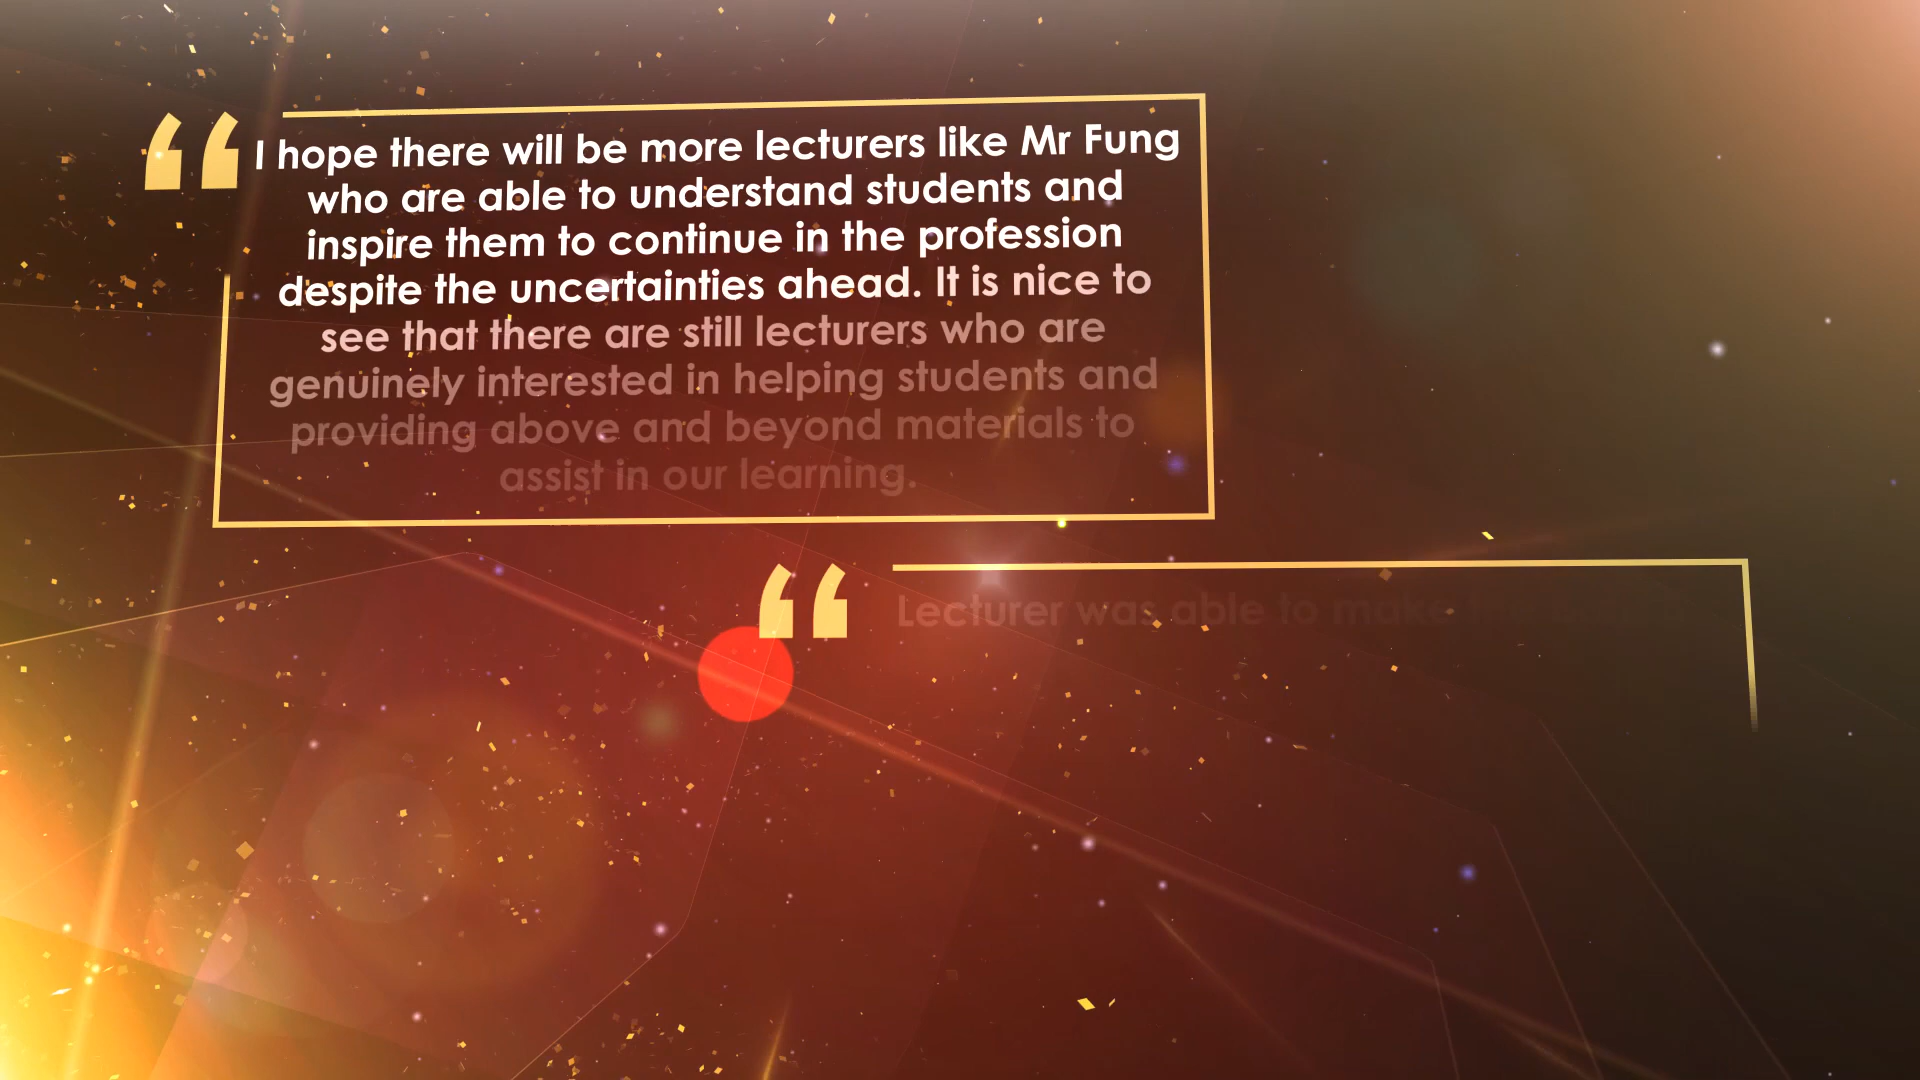 “I hope there will be more lecturers like Mr Fung
who are able to understand students and
inspire them to continue in the profession
despite the uncertainties ahead. It is nice to
see that there are still lecturers who are
genuinely interested in helping students and
providing above and beyond materials to
assist in our learning.
“Lecturer was able to make